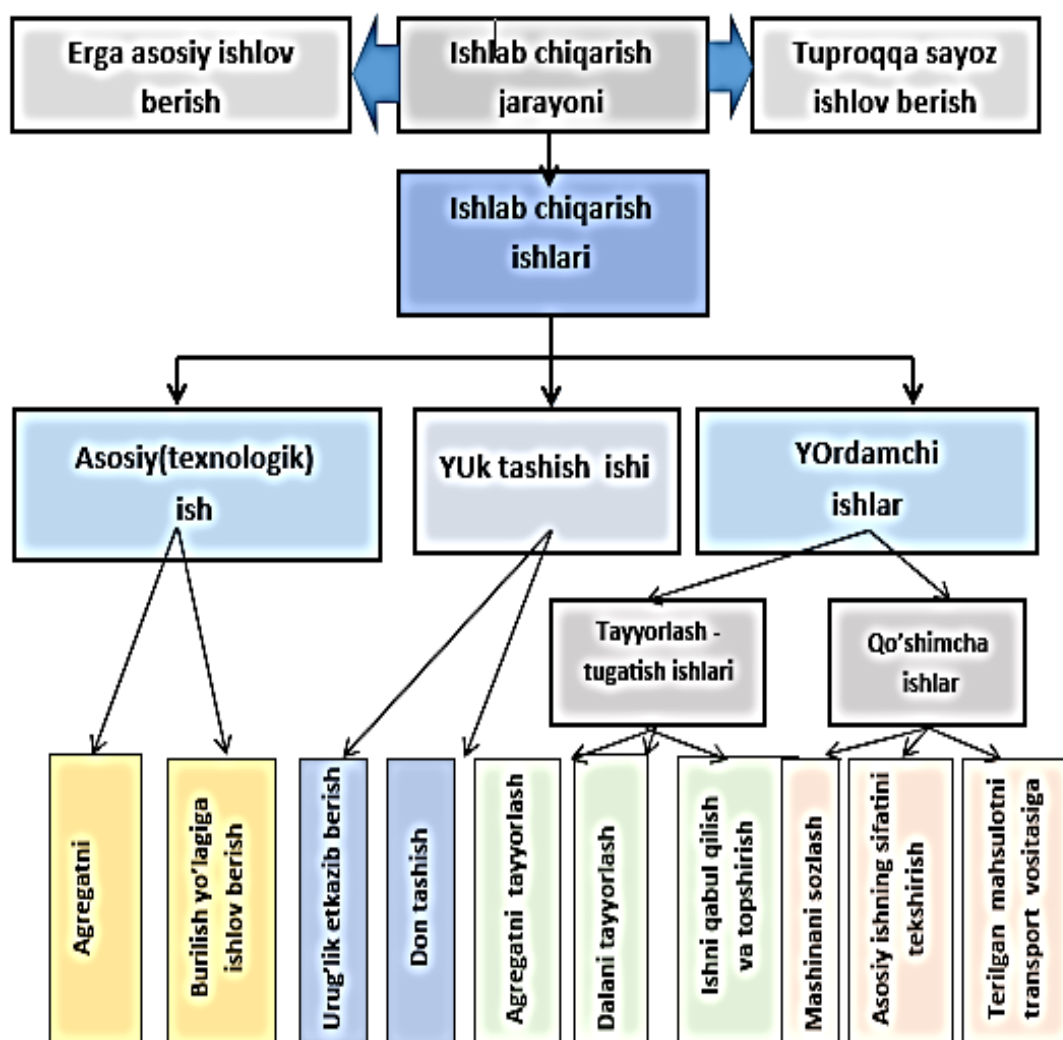 Erga asosiy ishlov
berish
Ishlab chiqarish
jarayoni
Tuproqqa sayoz
ishlov berish
Ishlab chiqarish
ishlari
Asosiy(texnologik)
ish
YUk tashish ishi
YOrdamchi
ishlar
Tayyorlash -
tugatish ishlari
Qo'shimcha
ishlar
Agregatni
Burilish yo'lagiga
ishlov berish
Urug'lik etkazib berish
Don tashish
Agregatni tayyorlash
Dalani tayyorlash
Ishni qabul qilish
va topshirish
Mashinani sozlash
Asosiy ishning sifatini
tekshirish
Terilgan mahsulotni
transport vositasiga